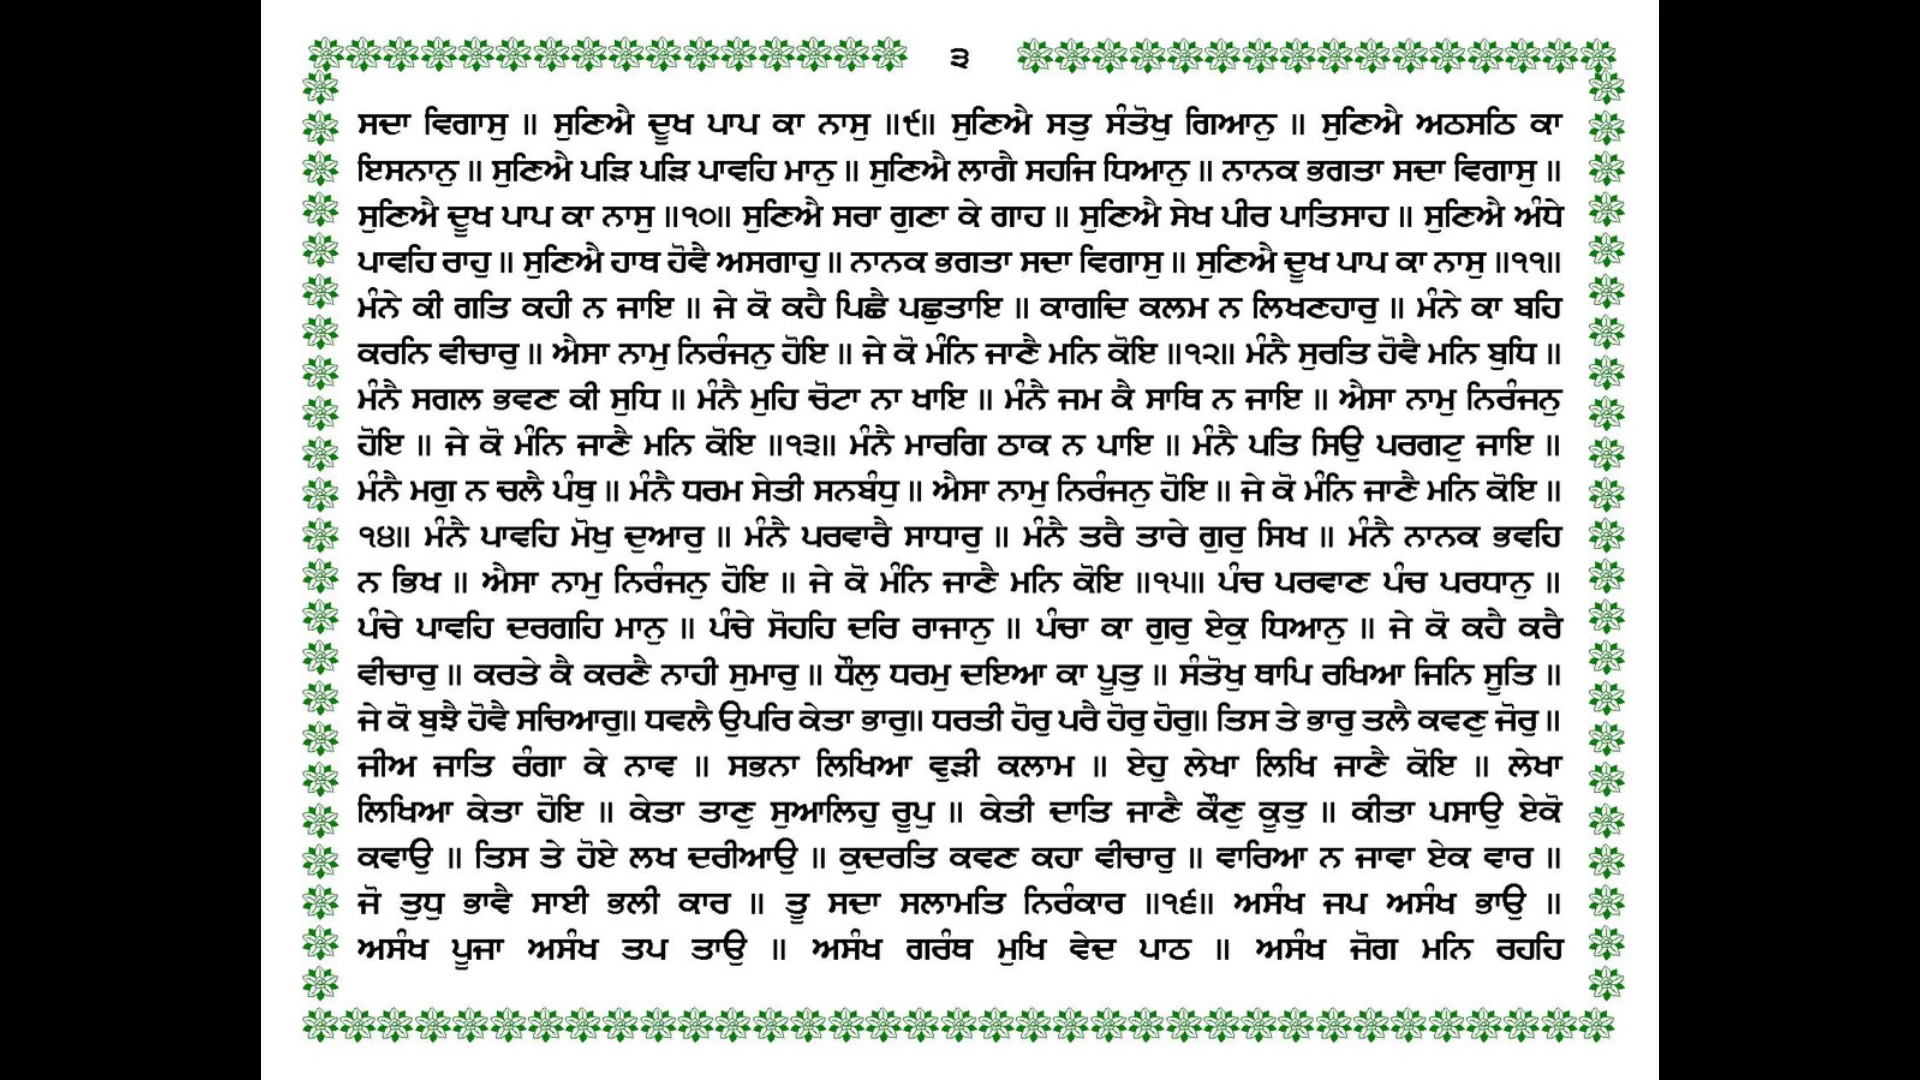 ੩
ਸਦਾ ਵਿਗਾਸੁ ॥ ਸੁਣਿਐ ਦੂਖ ਪਾਪ ਕਾ ਨਾਸੁ ॥੯॥ ਸੁਣਿਐ ਸਤੁ ਸੰਤੋਖੁ ਗਿਆਨੁ ॥ ਸੁਣਿਐ ਅਠਸਠਿ ਕਾ
ਇਸਨਾਨੁ ॥ ਸੁਣਿਐ ਪੜਿ ਪੜਿ ਪਾਵਹਿ ਮਾਨੁ ॥ ਸੁਣਿਐ ਲਾਗੈ ਸਹਜਿ ਧਿਆਨੁ ॥ ਨਾਨਕ ਭਗਤਾ ਸਦਾ ਵਿਗਾਸੁ ॥
ਸੁਣਿਐ ਦੂਖ ਪਾਪ ਕਾ ਨਾਸੁ ॥੧੦॥ ਸੁਣਿਐ ਸਰਾ ਗੁਣਾ ਕੇ ਗਾਹ ॥ ਸੁਣਿਐ ਸੇਖ ਪੀਰ ਪਾਤਿਸਾਹ ॥ ਸੁਣਿਐ ਅੰਧੇ
ਪਾਵਹਿ ਰਾਹੁ ॥ ਸੁਣਿਐ ਹਾਥ ਹੋਵੈ ਅਸਗਾਹੁ ॥ ਨਾਨਕ ਭਗਤਾ ਸਦਾ ਵਿਗਾਸੁ ॥ ਸੁਣਿਐ ਦੂਖ ਪਾਪ ਕਾ ਨਾਸੁ ॥੧੧॥
ਮੰਨੇ ਕੀ ਗਤਿ ਕਹੀ ਨ ਜਾਇ ॥ ਜੇ ਕੋ ਕਹੈ ਪਿਛੈ ਪਛੁਤਾਇ ॥ ਕਾਗਦਿ ਕਲਮ ਨ ਲਿਖਣਹਾਰੁ ॥ ਮੰਨੇ ਕਾ ਬਹਿ
ਕਰਨਿ ਵੀਚਾਰੁ ॥ ਐਸਾ ਨਾਮੁ ਨਿਰੰਜਨੁ ਹੋਇ ॥ ਜੇ ਕੋ ਮੰਨਿ ਜਾਣੈ ਮਨਿ ਕੋਇ ॥੧੨॥ ਮੰਨੈ ਸੁਰਤਿ ਹੋਵੈ ਮਨਿ ਬੁਧਿ ॥
ਮੰਨੈ ਸਗਲ ਭਵਣ ਕੀ ਸੁਧਿ ॥ ਮੰਨੈ ਮੁਹਿ ਚੋਟਾ ਨਾ ਖਾਇ ॥ ਮੰਨੈ ਜਮ ਕੈ ਸਾਥਿ ਨ ਜਾਇ ॥ ਐਸਾ ਨਾਮੁ ਨਿਰੰਜਨੁ
ਹੋਇ ॥ ਜੇ ਕੋ ਮੰਨਿ ਜਾਣੈ ਮਨਿ ਕੋਇ ॥੧੩॥ ਮੰਨੈ ਮਾਰਗਿ ਠਾਕ ਨ ਪਾਇ ॥ ਮੰਨੈ ਪਤਿ ਸਿਉ ਪਰਗਟੁ ਜਾਇ ॥
ਮੰਨੈ ਮਗੁ ਨ ਚਲੈ ਪੰਥੁ ॥ ਮੰਨੈ ਧਰਮ ਸੇਤੀ ਸਨਬੰਧੁ ॥ ਐਸਾ ਨਾਮੁ ਨਿਰੰਜਨੁ ਹੋਇ ॥ ਜੇ ਕੋ ਮੰਨਿ ਜਾਣੈ ਮਨਿ ਕੋਇ ॥
੧੪॥ ਮੰਨੈ ਪਾਵਹਿ ਮੋਖੁ ਦੁਆਰੁ ॥ ਮੰਨੈ ਪਰਵਾਰੈ ਸਾਧਾਰੁ ॥ ਮੰਨੈ ਤਰੈ ਤਾਰੇ ਗੁਰੁ ਸਿਖ ॥ ਮੰਨੈ ਨਾਨਕ ਭਵਹਿ
ਨ ਭਿਖ ॥ ਐਸਾ ਨਾਮੁ ਨਿਰੰਜਨੁ ਹੋਇ ॥ ਜੇ ਕੋ ਮੰਨਿ ਜਾਣੈ ਮਨਿ ਕੋਇ ॥੧੫॥ ਪੰਚ ਪਰਵਾਣ ਪੰਚ ਪਰਧਾਨੁ ॥
ਪੰਚੇ ਪਾਵਹਿ ਦਰਗਹਿ ਮਾਨੁ ॥ ਪੰਚੇ ਸੋਹਹਿ ਦਰਿ ਰਾਜਾਨੁ ॥ ਪੰਚਾ ਕਾ ਗੁਰੁ ਏਕੁ ਧਿਆਨੁ ॥ ਜੇ ਕੋ ਕਹੈ ਕਰੈ
ਵੀਚਾਰੁ ॥ ਕਰਤੇ ਕੈ ਕਰਣੈ ਨਾਹੀ ਸੁਮਾਰੁ ॥ ਧੌਲੁ ਧਰਮੁ ਦਇਆ ਕਾ ਪੂਤੁ ॥ ਸੰਤੋਖੁ ਥਾਪਿ ਰਖਿਆ ਜਿਨਿ ਸੂਤਿ ॥
ਜੇ ਕੋ ਬੁਝੈ ਹੋਵੈ ਸਚਿਆਰੁ॥ ਧਵਲੈ ਉਪਰਿ ਕੇਤਾ ਭਾਰੁ॥ ਧਰਤੀ ਹੋਰੁ ਪਰੈ ਹੋਰੁ ਹੋਰੁ॥ ਤਿਸ ਤੇ ਭਾਰੁ ਤਲੈ ਕਵਣੁ ਜੋਰੁ ॥
ਜੀਅ ਜਾਤਿ ਰੰਗਾ ਕੇ ਨਾਵ ॥ ਸਭਨਾ ਲਿਖਿਆ ਵੁੜੀ ਕਲਾਮ ॥ ਏਹੁ ਲੇਖਾ ਲਿਖਿ ਜਾਣੈ ਕੋਇ ॥ ਲੇਖਾ
ਲਿਖਿਆ ਕੇਤਾ ਹੋਇ ॥ ਕੇਤਾ ਤਾਣੁ ਸੁਆਲਿਹੁ ਰੂਪੁ ॥ ਕੇਤੀ ਦਾਤਿ ਜਾਣੈ ਕੌਣੁ ਕੂਤੁ ॥ ਕੀਤਾ ਪਸਾਉ ਏਕੋ
ਕਵਾਉ ॥ ਤਿਸ ਤੇ ਹੋਏ ਲਖ ਦਰੀਆਉ ॥ ਕੁਦਰਤਿ ਕਵਣ ਕਹਾ ਵੀਚਾਰੁ ॥ ਵਾਰਿਆ ਨ ਜਾਵਾ ਏਕ ਵਾਰ ॥
ਜੋ ਤੁਧੁ ਭਾਵੈ ਸਾਈ ਭਲੀ ਕਾਰ ॥ ਤੂ ਸਦਾ ਸਲਾਮਤਿ ਨਿਰੰਕਾਰ ॥੧੬॥ ਅਸੰਖ ਜਪ ਅਸੰਖ ਭਾਉ ॥
ਅਸੰਖ ਪੂਜਾ ਅਸੰਖ ਤਪ ਤਾਉ ॥ ਅਸੰਖ ਗਰੰਥ ਮੁਖਿ ਵੇਦ ਪਾਠ ॥ ਅਸੰਖ ਜੋਗ ਮਨਿ ਰਹਹਿ